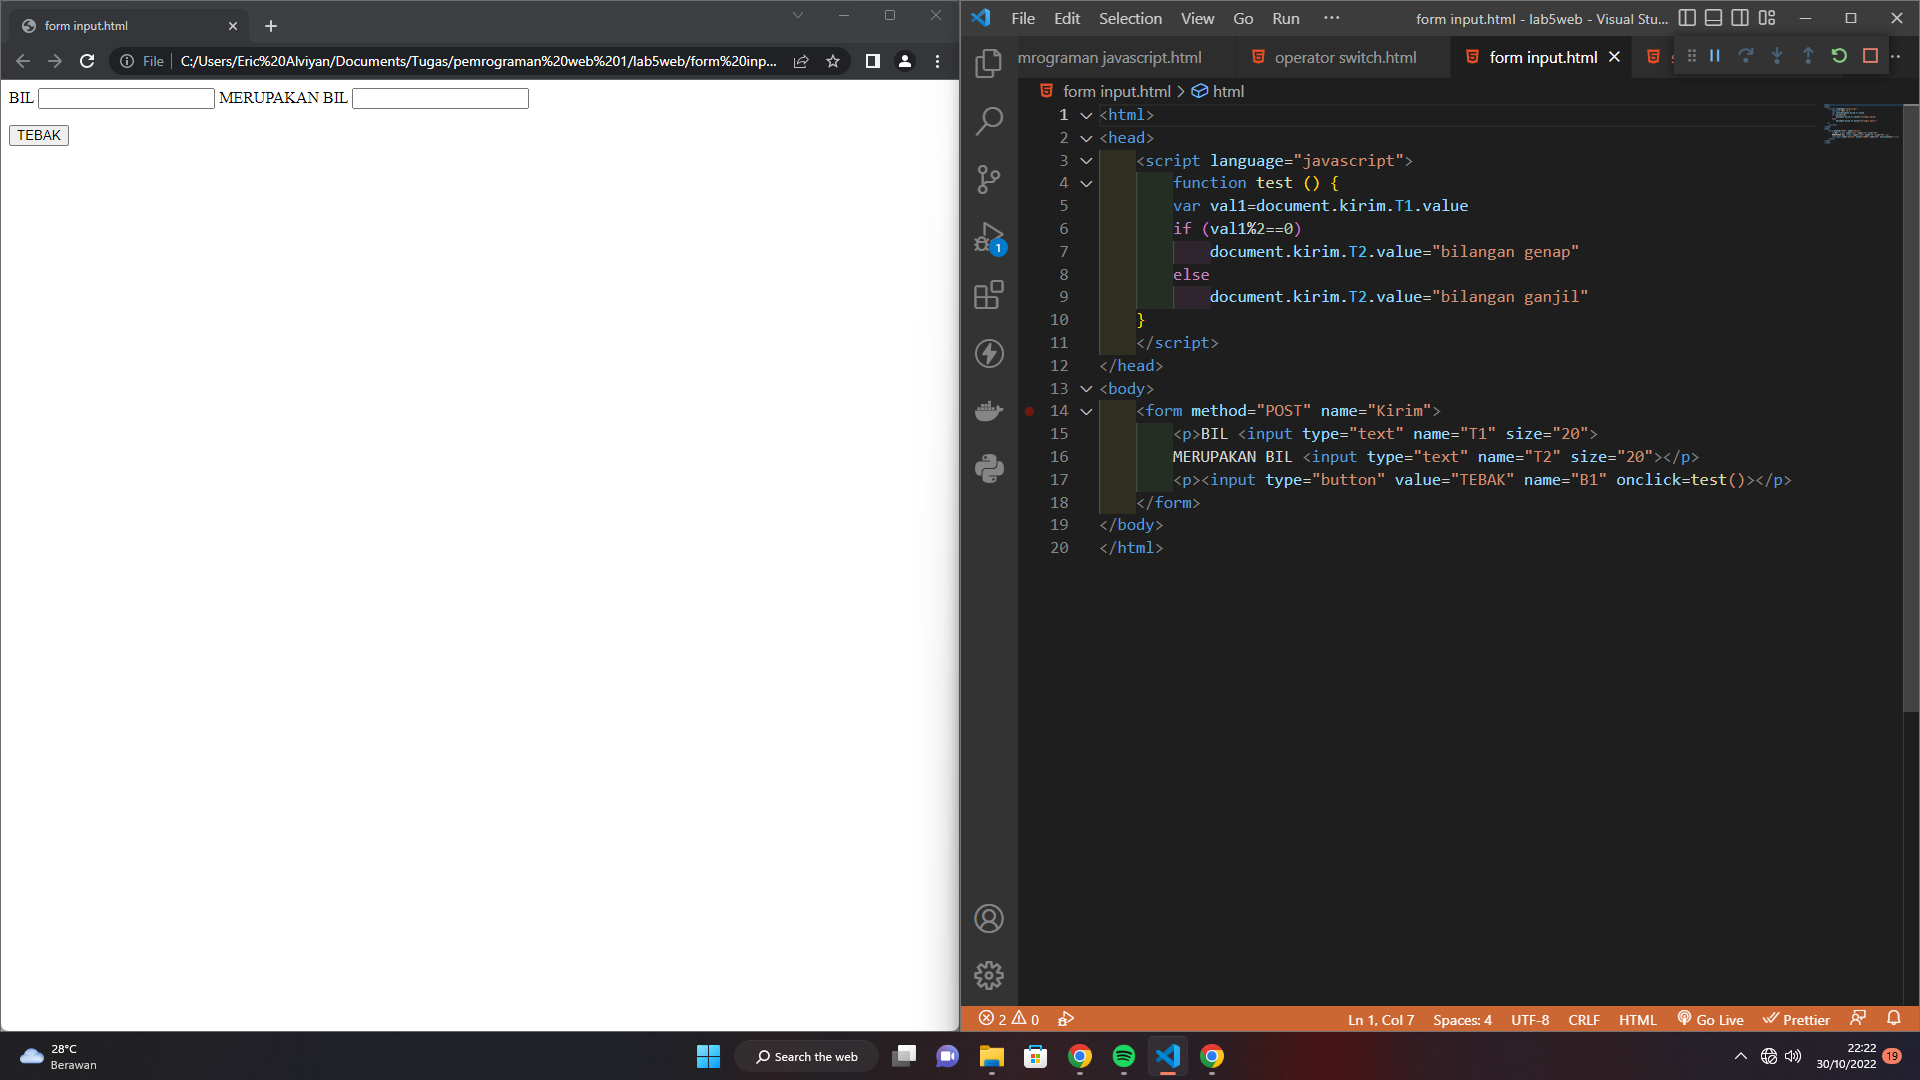 form input.html
File C:/Users/Eric%20Alviyan/Documents/Tugas/pemrograman%20web%201/lab5web/form%20inp...
BIL MERUPAKAN BIL
TEBAK
File Edit Selection View Go Run ··· form input.html - lab5web - Visual Stu...
mrograman javascript.html operator switch.html form input.html
form input.html > html
1 <html>
2 <head>
3 <script language="javascript">
4 function test () {
5 var val1=document.kirim.T1.value
6 if (val1%2==0)
7 document.kirim.T2.value="bilangan genap"
8 else
9 document.kirim.T2.value="bilangan ganjil"
10 }
11 </script>
12 </head>
13 <body>
14 <form method="POST" name="Kirim">
15 <p>BIL <input type="text" name="T1" size="20">
16 MERUPAKAN BIL <input type="text" name="T2" size="20"></p>
17 <p><input type="button" value="TEBAK" name="B1" onclick=test()></p>
18 </form>
19 </body>
20 </html>
1
2 0 Ln 1, Col 7 Spaces: 4 UTF-8 CRLF HTML Go Live Prettier
28°C
Berawan
Search the web
22:22
30/10/2022
19